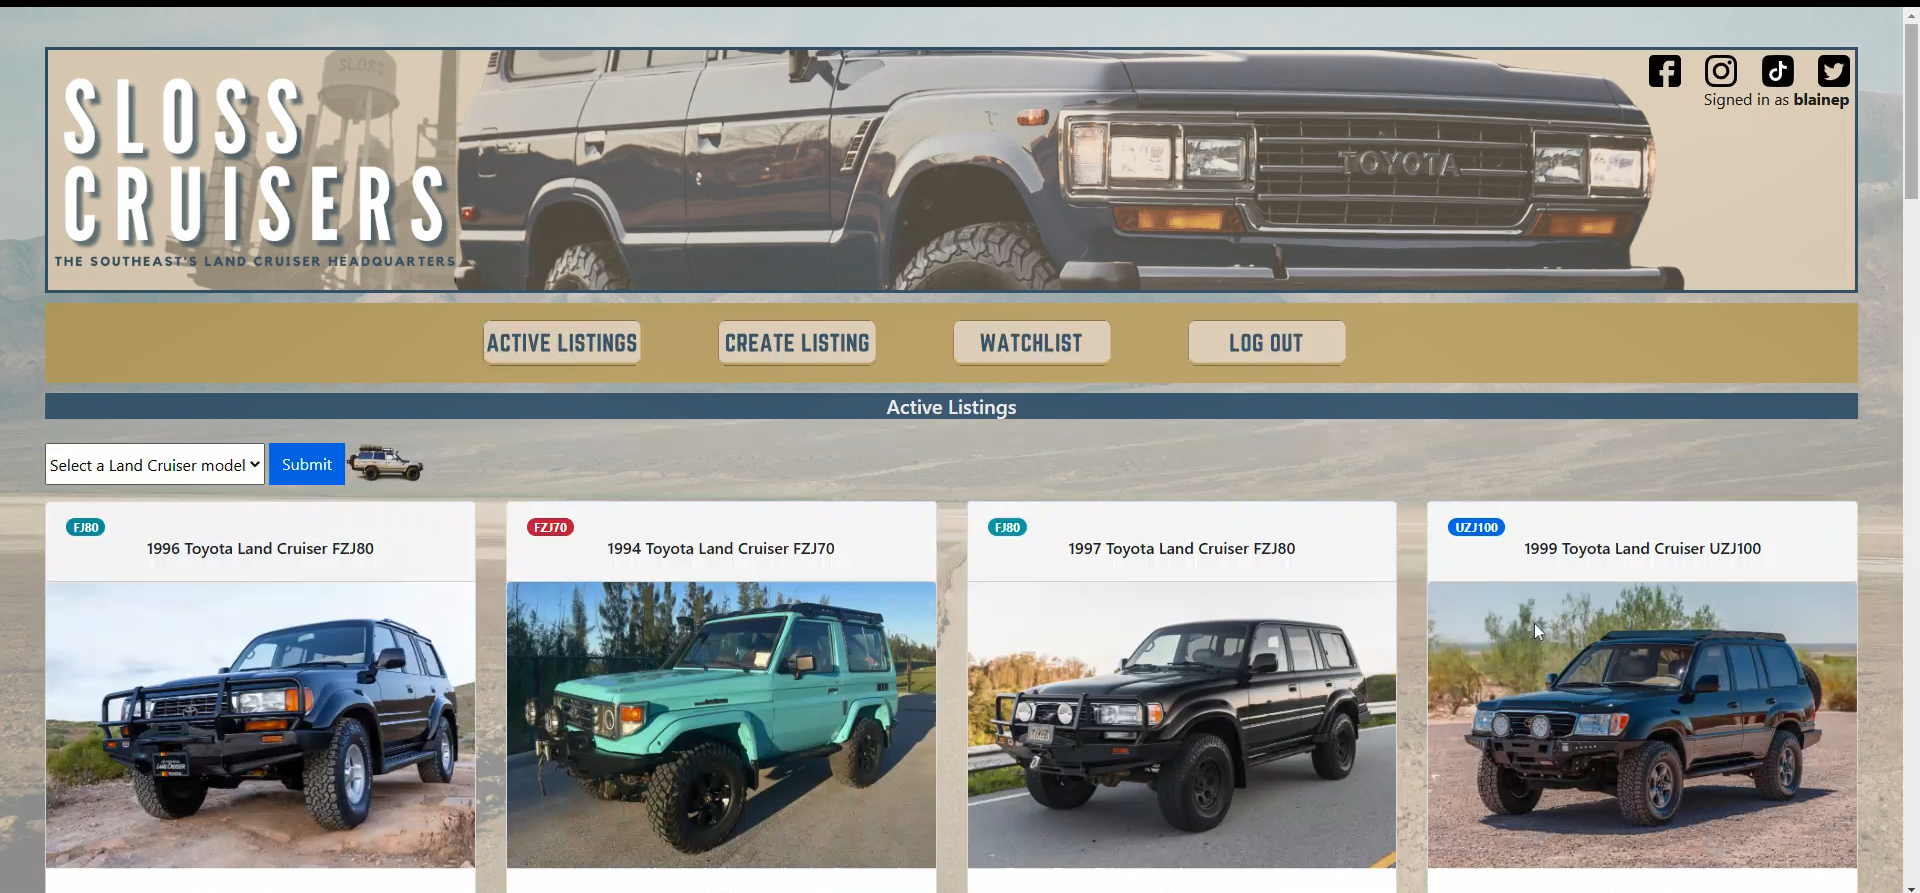 SLOSS
SLOSS
CRUISERS
THE SOUTHEAST'S LAND CRUISER HEADQUARTERS
TOYOTA
Signed in as blainep
ACTIVE LISTINGS
CREATE LISTING
WATCHLIST
LOG OUT
Active Listings
Select a Land Cruiser model
Submit
FJ80
1996 Toyota Land Cruiser FZJ80
FZJ70
1994 Toyota Land Cruiser FZJ70
FJ80
1997 Toyota Land Cruiser FZJ80
UZJ100
1999 Toyota Land Cruiser UZJ100
LAND CRUISER